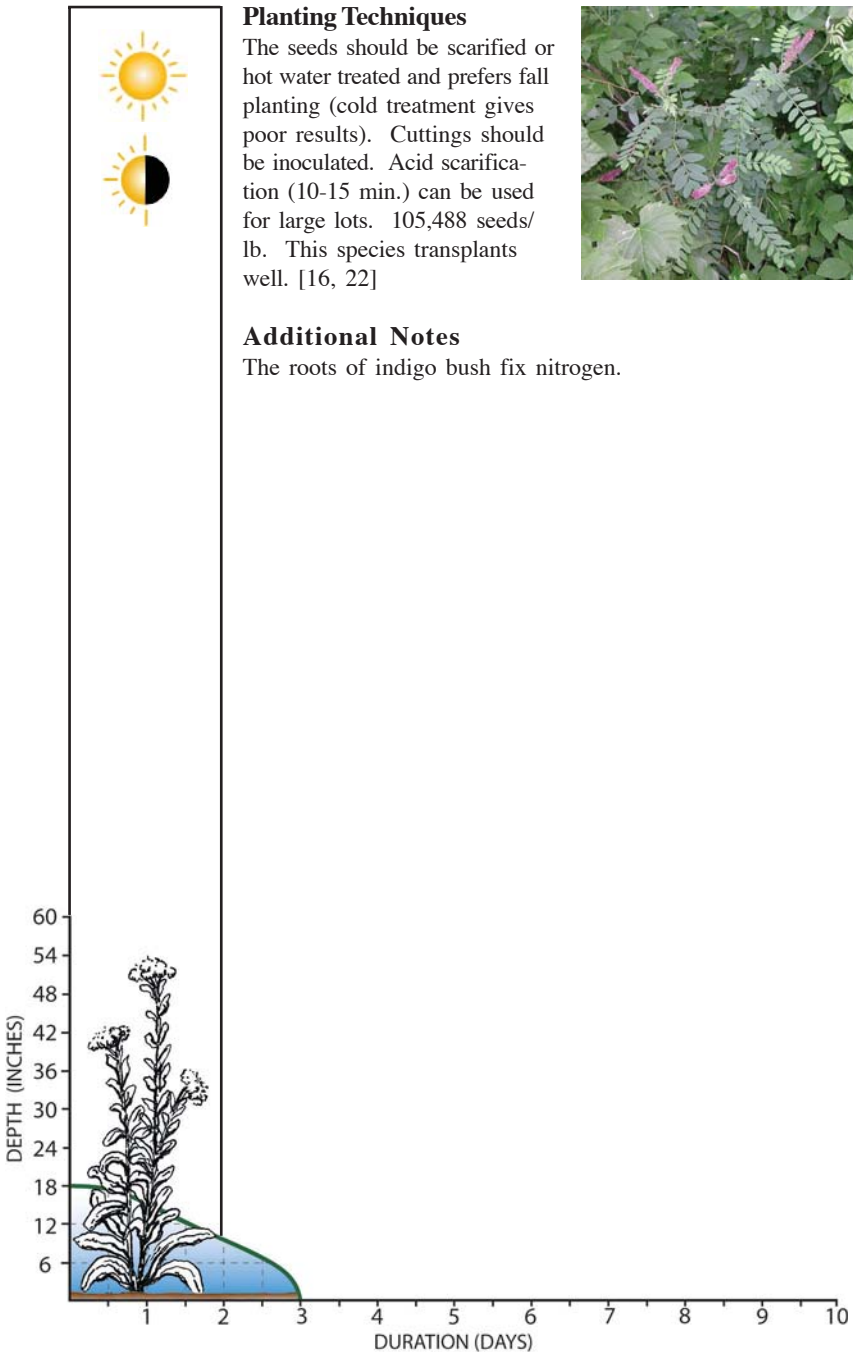 Planting Techniques
The seeds should be scarified or
hot water treated and prefers fall
planting (cold treatment gives
poor results). Cuttings should
be inoculated. Acid scarifica-
tion (10-15 min.) can be used
for large lots. 105,488 seeds/
lb. This species transplants
well. [16, 22]
Additional Notes
The roots of indigo bush fix nitrogen.
60
54
48
42
36
30
24
18
12
6
DEPTH (INCHES)
1 2 3 4 5 6 7 8 9 10
DURATION (DAYS)